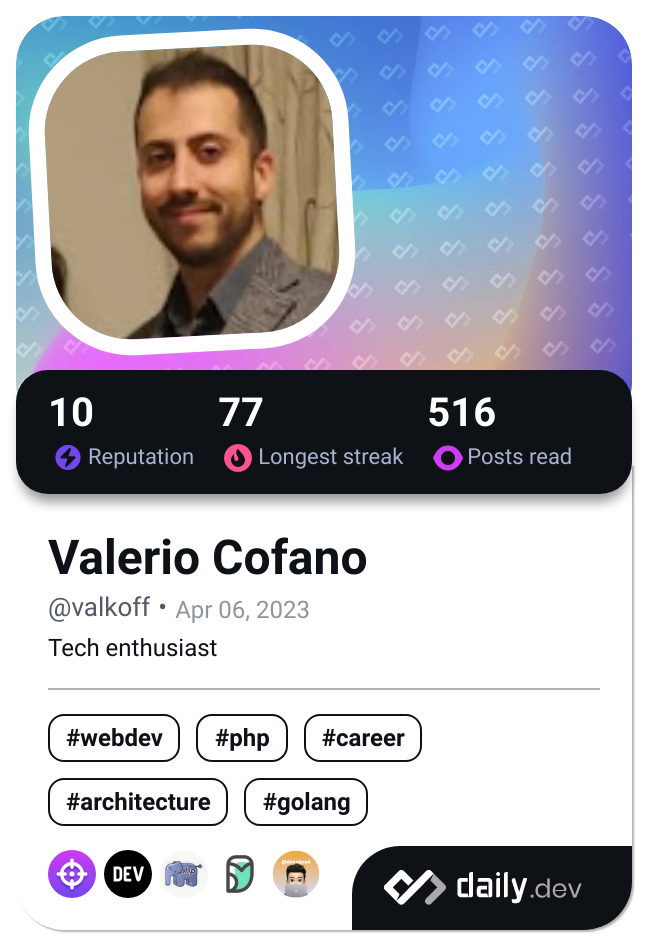 10 77 516
Reputation Longest streak Posts read
Valerio Cofano
@valkoff • Apr 06, 2023
Tech enthusiast
#webdev #php #career
#architecture #golang
DEV php
daily.dev